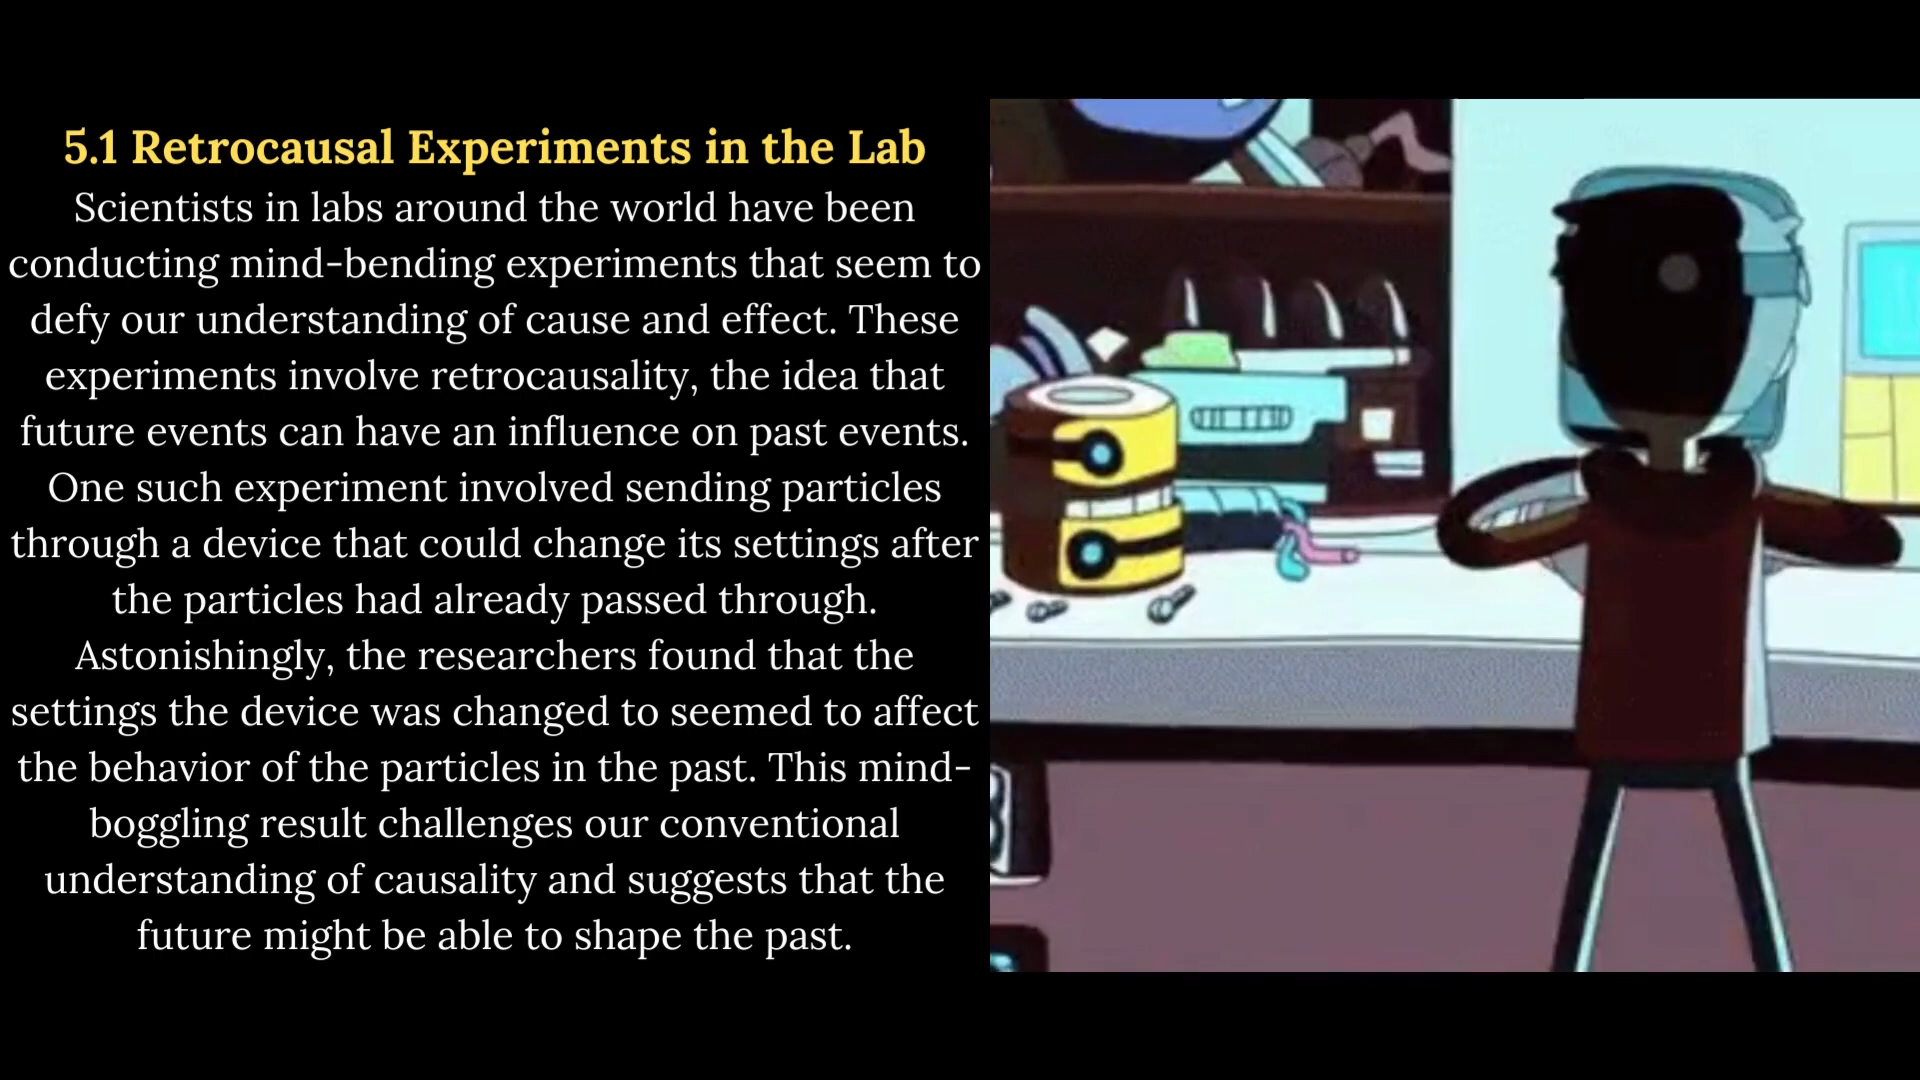 5.1 Retrocausal Experiments in the Lab
Scientists in labs around the world have been
conducting mind-bending experiments that seem to
defy our understanding of cause and effect. These
experiments involve retrocausality, the idea that
future events can have an influence on past events.
One such experiment involved sending particles
through a device that could change its settings after
the particles had already passed through.
Astonishingly, the researchers found that the
settings the device was changed to seemed to affect
the behavior of the particles in the past. This mind-
boggling result challenges our conventional
understanding of causality and suggests that the
future might be able to shape the past.